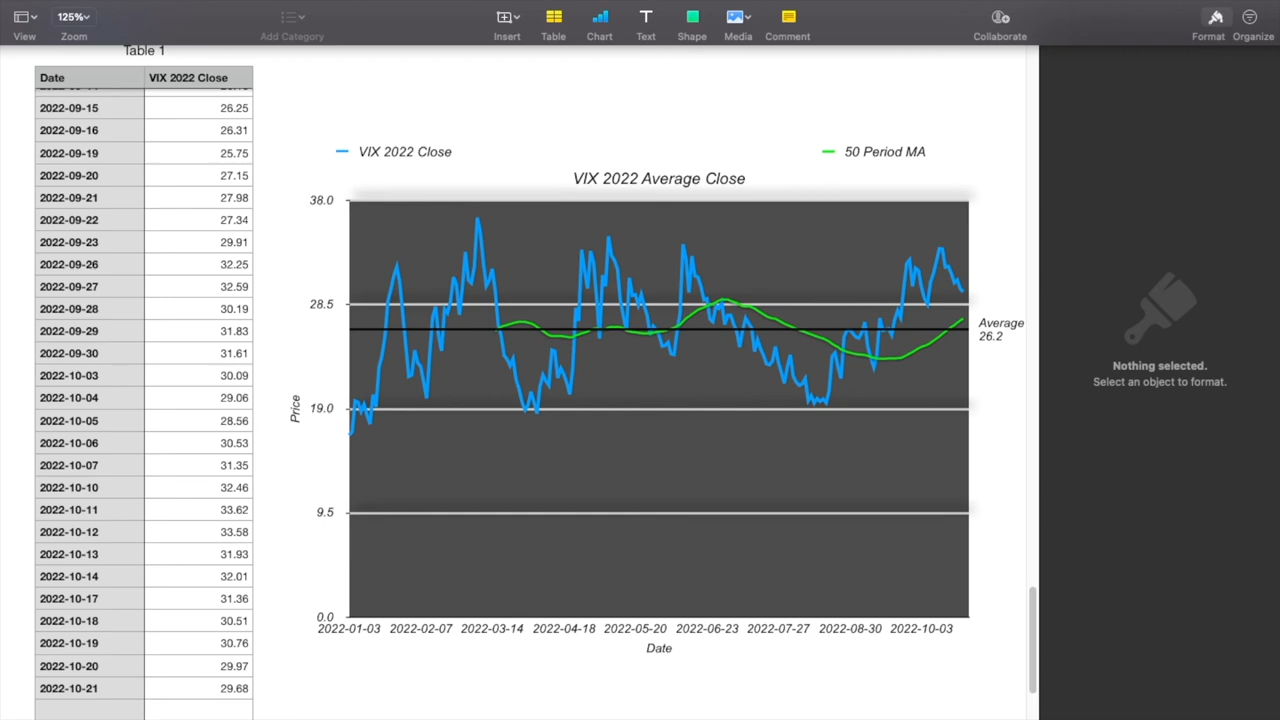 125%
View
Zoom
Add Category
Insert
Table
Chart
Text
Shape
Media
Comment
Collaborate
Format
Organize
Table 1
Date VIX 2022 Close
2022-09-15 26.25
2022-09-16 26.31
2022-09-19 25.75
2022-09-20 27.15
2022-09-21 27.98
2022-09-22 27.34
2022-09-23 29.91
2022-09-26 32.25
2022-09-27 32.59
2022-09-28 30.19
2022-09-29 31.83
2022-09-30 31.61
2022-10-03 30.09
2022-10-04 29.06
2022-10-05 28.56
2022-10-06 30.53
2022-10-07 31.35
2022-10-10 32.46
2022-10-11 33.62
2022-10-12 33.58
2022-10-13 31.93
2022-10-14 32.01
2022-10-17 31.36
2022-10-18 30.51
2022-10-19 30.76
2022-10-20 29.97
2022-10-21 29.68
VIX 2022 Close
50 Period MA
VIX 2022 Average Close
38.0
28.5
19.0
9.5
0.0
Price
Average
26.2
2022-01-03 2022-02-07 2022-03-14 2022-04-18 2022-05-20 2022-06-23 2022-07-27 2022-08-30 2022-10-03
Date
Nothing selected.
Select an object to format.